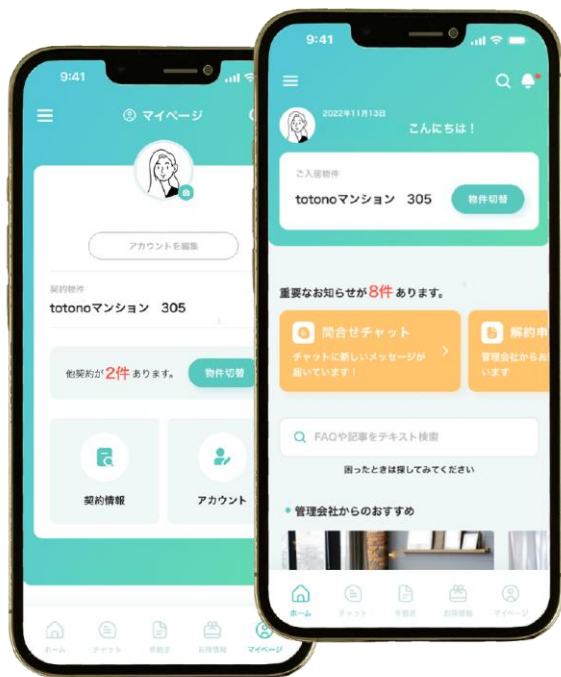 9:41
マイページ
アカウントを編集
契約物件
totonoマンション 305
他契約が2件あります。
物件切替
契約情報
アカウント
ホーム
チャット
手続き
お得情報
マイページ
9:41
2022年11月13日
こんにちは！
ご入居物件
totonoマンション 305
物件切替
重要なお知らせが8件あります。
問合せチャット
チャットに新しいメッセージが
届いています！
解約申
管理会社からお
います
FAQや記事をテキスト検索
困ったときは探してみてください
管理会社からのおすすめ
ホーム
チャット
手続き
お得情報
マイページ